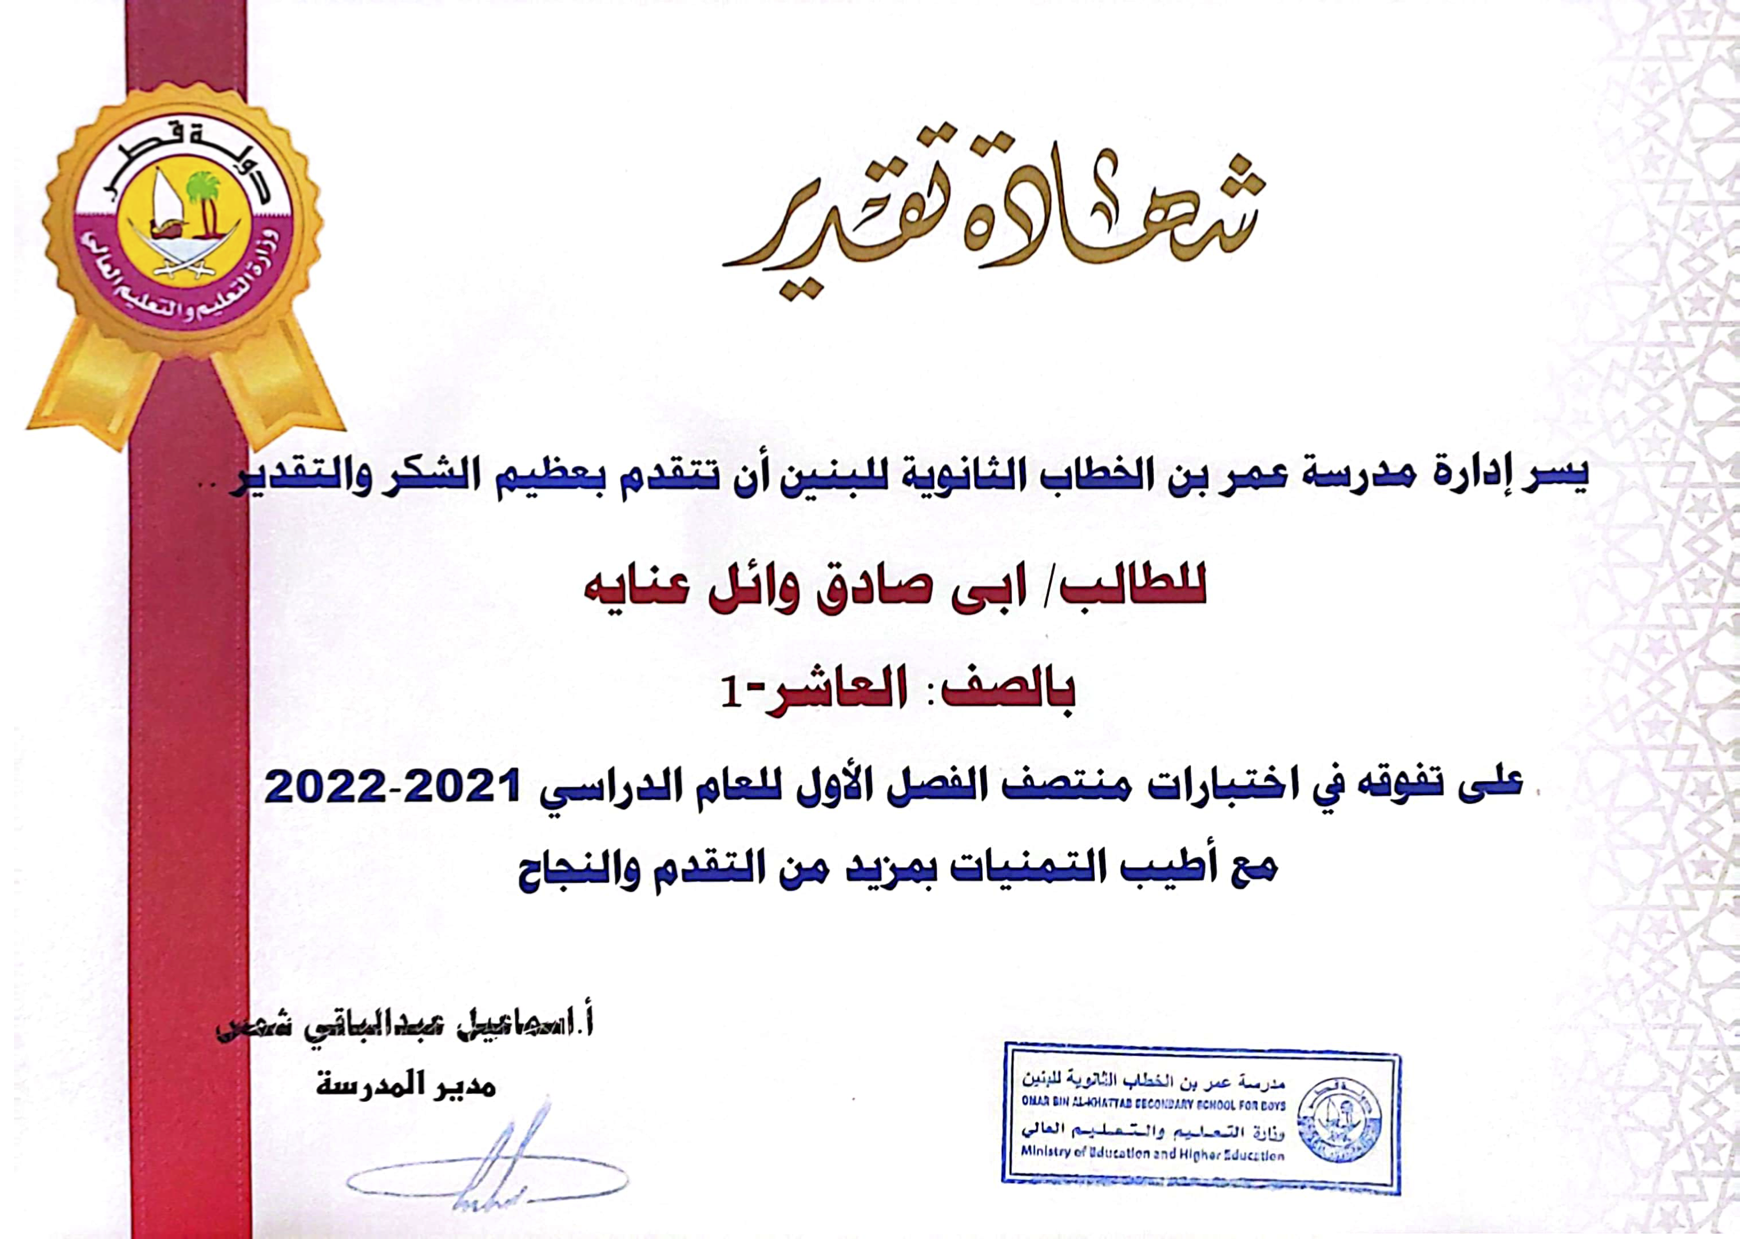 دولة قطر
وزارة التعليم والتعليم العالي
شهادة تقدير
يسر إدارة مدرسة عمر بن الخطاب الثانوية للبنين أن تتقدم بعظيم الشكر والتقدير ..
للطالب/ ابى صادق وائل عنايه
بالصف: العاشر-1
على تفوقه في اختبارات منتصف الفصل الأول للعام الدراسي 2021-2022
مع أطيب التمنيات بمزيد من التقدم والنجاح
أ.اسماعيل عبدالباقي شمس
مدير المدرسة
مدرسة عمر بن الخطاب الثانوية للبنين
OMAR BIN AL-KHATTAB SECONDARY SCHOOL FOR BOYS
وزارة التعليم والتعليم العالي
Ministry of Education and Higher Education